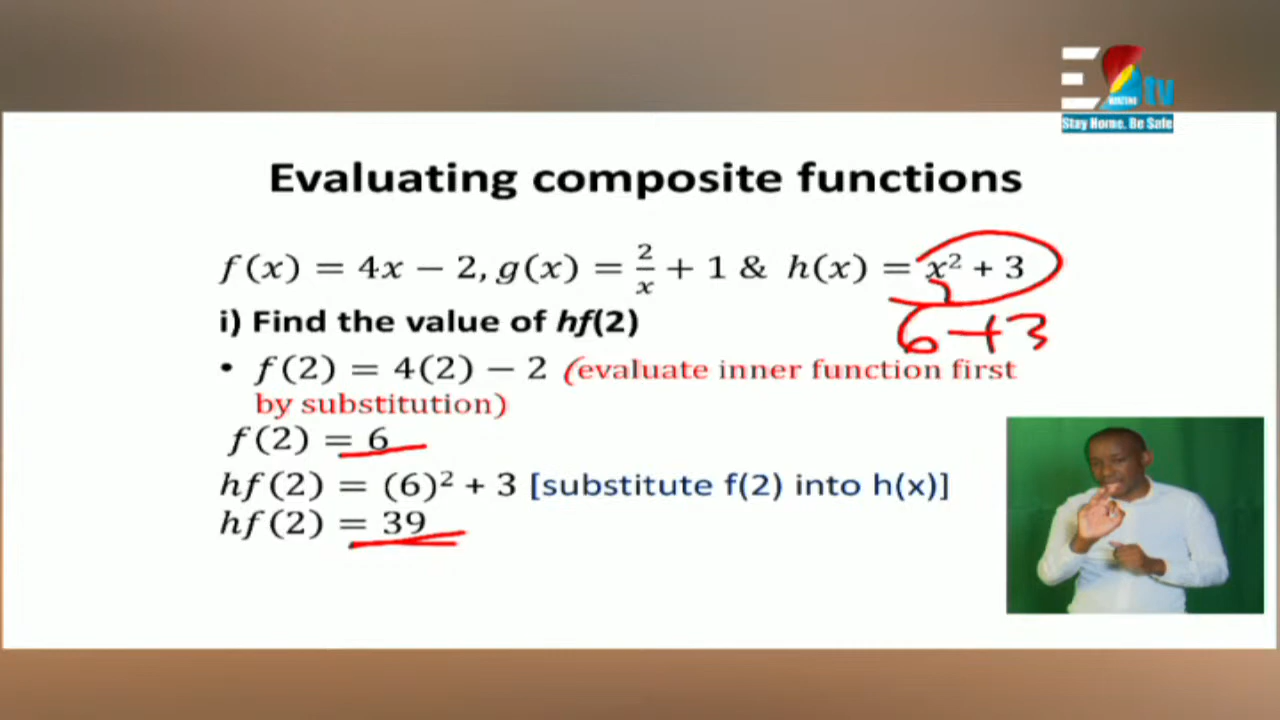 E tv
Stay Home. Be Safe
Evaluating composite functions
f(x) = 4x − 2, g(x) = 2/x + 1 & h(x) = x² + 3
i) Find the value of hf(2)
6+3
• f(2) = 4(2) − 2 (evaluate inner function first
by substitution)
f(2) = 6
hf(2) = (6)² + 3 [substitute f(2) into h(x)]
hf(2) = 39